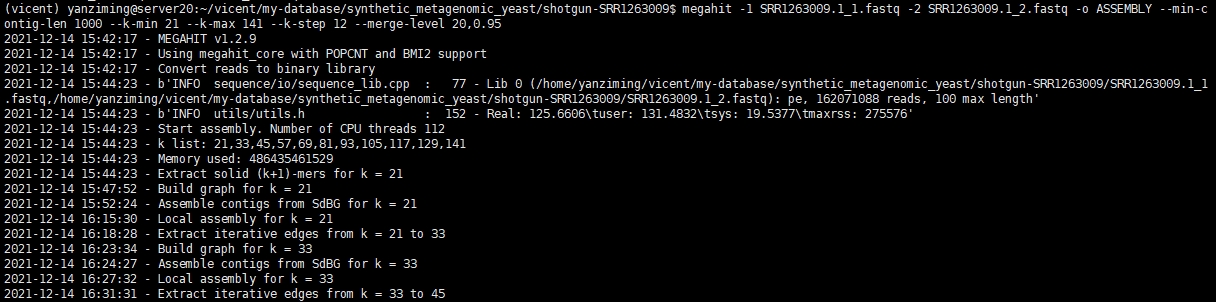 (vicent) yanziming@server20:~/vicent/my-database/synthetic_metagenomic_yeast/shotgun-SRR1263009$ megahit -1 SRR1263009.1_1.fastq -2 SRR1263009.1_2.fastq -o ASSEMBLY --min-c
ontig-len 1000 --k-min 21 --k-max 141 --k-step 12 --merge-level 20,0.95
2021-12-14 15:42:17 - MEGAHIT v1.2.9
2021-12-14 15:42:17 - Using megahit_core with POPCNT and BMI2 support
2021-12-14 15:42:17 - Convert reads to binary library
2021-12-14 15:44:23 - b'INFO  sequence/io/sequence_lib.cpp  :   77 - Lib 0 (/home/yanziming/vicent/my-database/synthetic_metagenomic_yeast/shotgun-SRR1263009/SRR1263009.1_1
.fastq,/home/yanziming/vicent/my-database/synthetic_metagenomic_yeast/shotgun-SRR1263009/SRR1263009.1_2.fastq): pe, 162071088 reads, 100 max length'
2021-12-14 15:44:23 - b'INFO  utils/utils.h                 :  152 - Real: 125.6606\tuser: 131.4832\tsys: 19.5377\tmaxrss: 275576'
2021-12-14 15:44:23 - Start assembly. Number of CPU threads 112
2021-12-14 15:44:23 - k list: 21,33,45,57,69,81,93,105,117,129,141
2021-12-14 15:44:23 - Memory used: 486435461529
2021-12-14 15:44:23 - Extract solid (k+1)-mers for k = 21
2021-12-14 15:47:52 - Build graph for k = 21
2021-12-14 15:52:24 - Assemble contigs from SdBG for k = 21
2021-12-14 16:15:30 - Local assembly for k = 21
2021-12-14 16:18:28 - Extract iterative edges from k = 21 to 33
2021-12-14 16:23:34 - Build graph for k = 33
2021-12-14 16:24:27 - Assemble contigs from SdBG for k = 33
2021-12-14 16:27:32 - Local assembly for k = 33
2021-12-14 16:31:31 - Extract iterative edges from k = 33 to 45